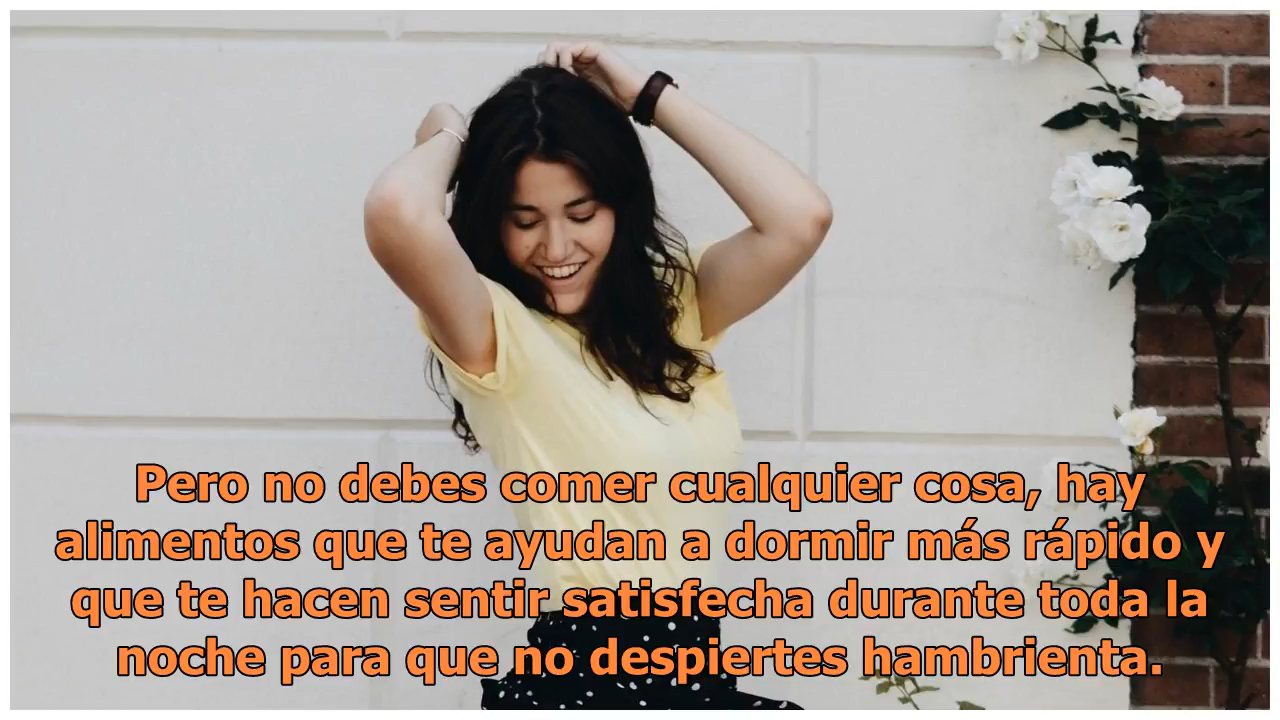 Pero no debes comer cualquier cosa, hay
alimentos que te ayudan a dormir más rápido y
que te hacen sentir satisfecha durante toda la
noche para que no despiertes hambrienta.